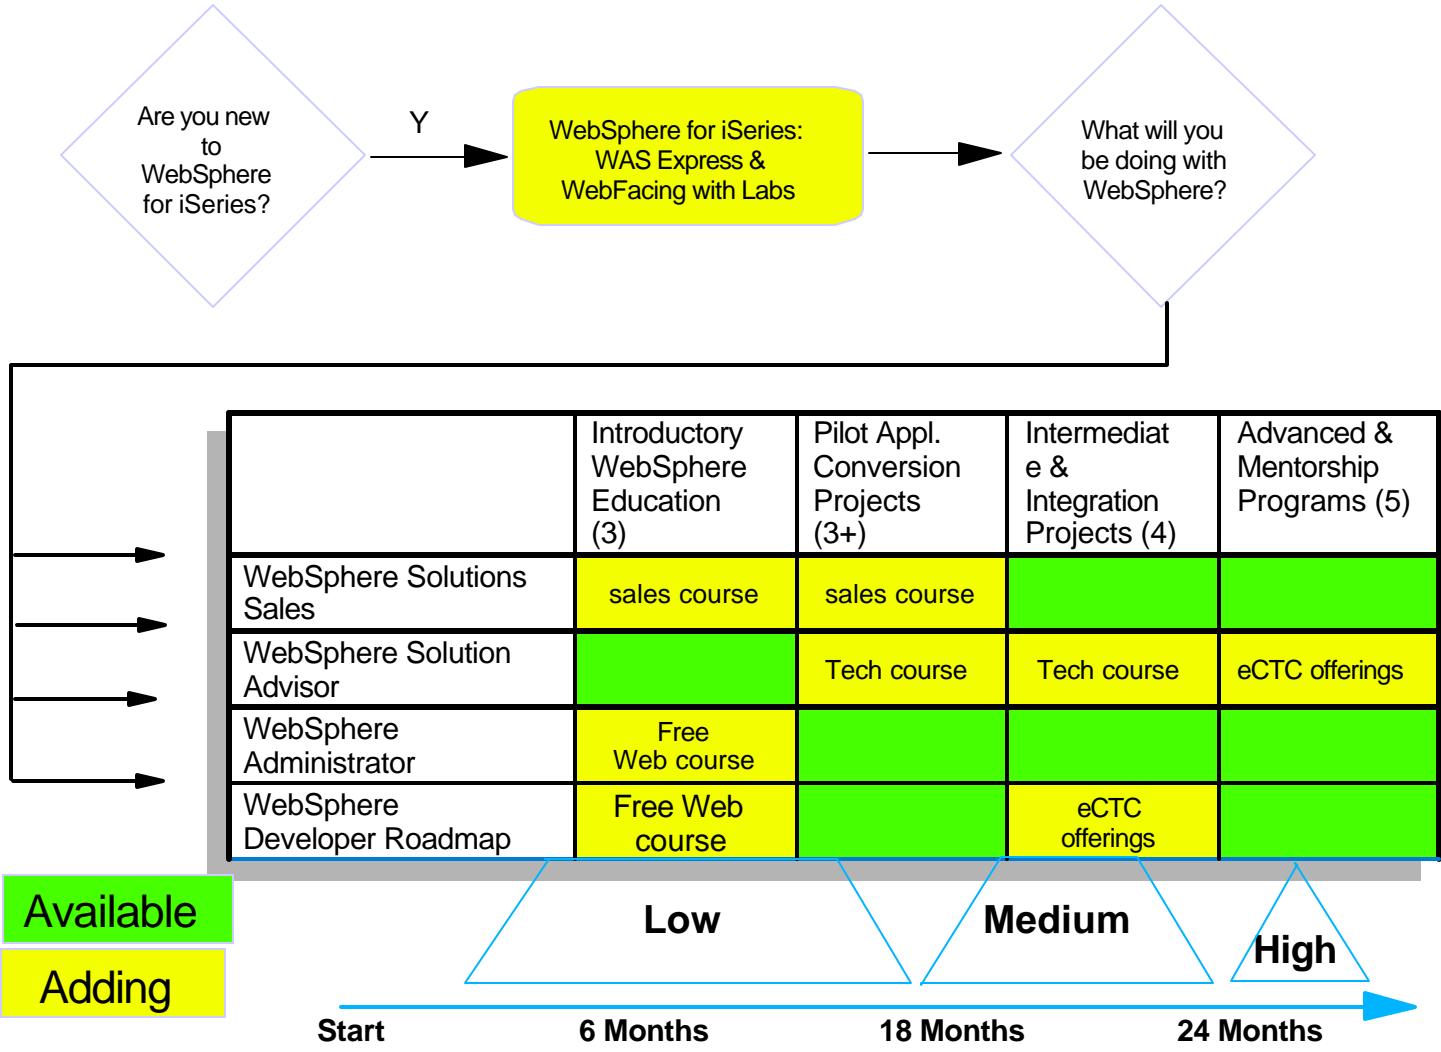 Are you new
to
WebSphere
for iSeries?
Y
WebSphere for iSeries:
WAS Express &
WebFacing with Labs
What will you
be doing with
WebSphere?
Introductory
WebSphere
Education
(3)
Pilot Appl.
Conversion
Projects
(3+)
Intermediat
e &
Integration
Projects (4)
Advanced &
Mentorship
Programs (5)
WebSphere Solutions
Sales
sales course
sales course
WebSphere Solution
Advisor
Tech course
Tech course
eCTC offerings
WebSphere
Administrator
Free
Web course
WebSphere
Developer Roadmap
Free Web
course
eCTC
offerings
Available
Adding
Low
Medium
High
Start
6 Months
18 Months
24 Months